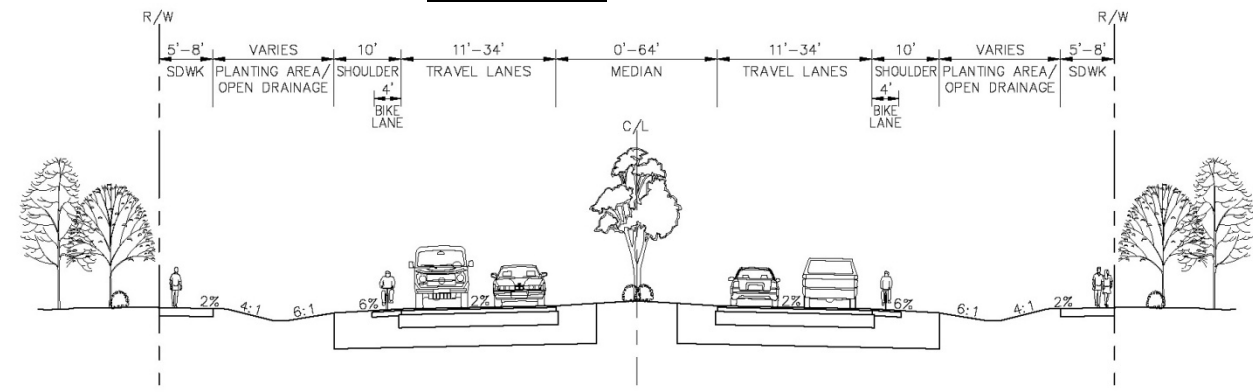 R/W R/W
5'-8' VARIES 10' 11'-34' 0'-64' 11'-34' 10' VARIES 5'-8'
SDWK PLANTING AREA/ SHOULDER TRAVEL LANES MEDIAN TRAVEL LANES SHOULDER PLANTING AREA/ SDWK
OPEN DRAINAGE 4' 4' OPEN DRAINAGE
BIKE BIKE
LANE LANE
C/L
2% 4:1 6:1 6% 2% 2% 6% 6:1 4:1 2%